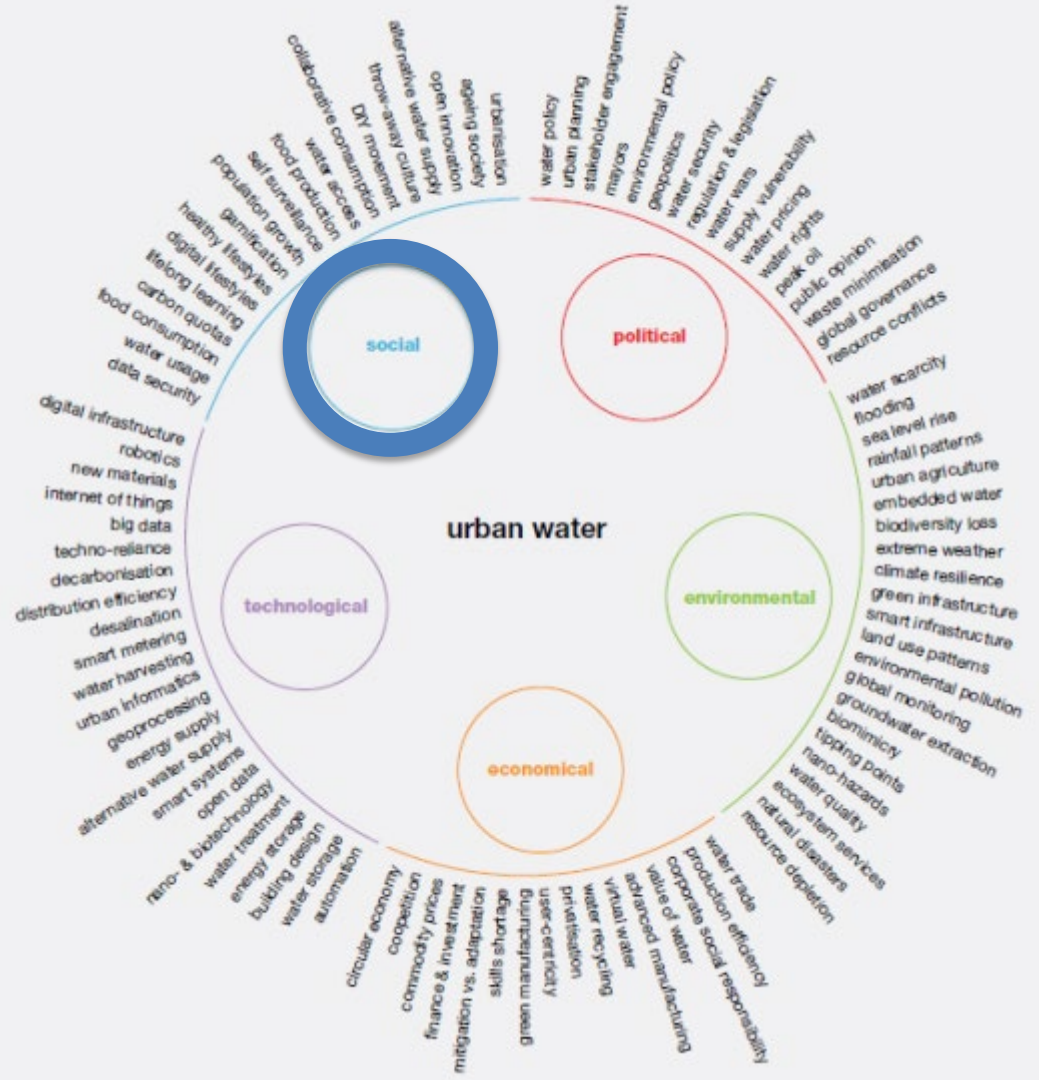 urban water
social
political
environmental
economical
technological
water policy
urban planning
stakeholder engagement
mayors
environmental policy
geopolitics
water security
regulation & legislation
water wars
supply vulnerability
water pricing
water rights
peak oil
public opinion
waste minimisation
global governance
resource conflicts
water scarcity
flooding
sea level rise
rainfall patterns
urban agriculture
embedded water
biodiversity loss
extreme weather
climate resilience
green infrastructure
smart infrastructure
land use patterns
environmental pollution
global monitoring
groundwater extraction
biomimicry
tipping points
nano-hazards
water quality
ecosystem services
natural disasters
resource depletion
water trade
production efficiency
corporate social responsibility
value of water
advanced manufacturing
virtual water
water recycling
privatisation
user-centricity
green manufacturing
skills shortage
mitigation vs. adaptation
finance & investment
commodity prices
coopetition
circular economy
automation
water storage
building design
energy storage
water treatment
nano- & biotechnology
open data
smart systems
alternative water supply
energy supply
geoprocessing
urban informatics
water harvesting
smart metering
desalination
distribution efficiency
decarbonisation
techno-reliance
big data
internet of things
new materials
robotics
digital infrastructure
data security
water usage
food consumption
carbon quotas
lifelong learning
digital lifestyles
healthy lifestyles
gamification
population growth
self surveillance
food production
water access
collaborative consumption
DIY movement
throw-away culture
alternative water supply
open innovation
ageing society
urbanisation